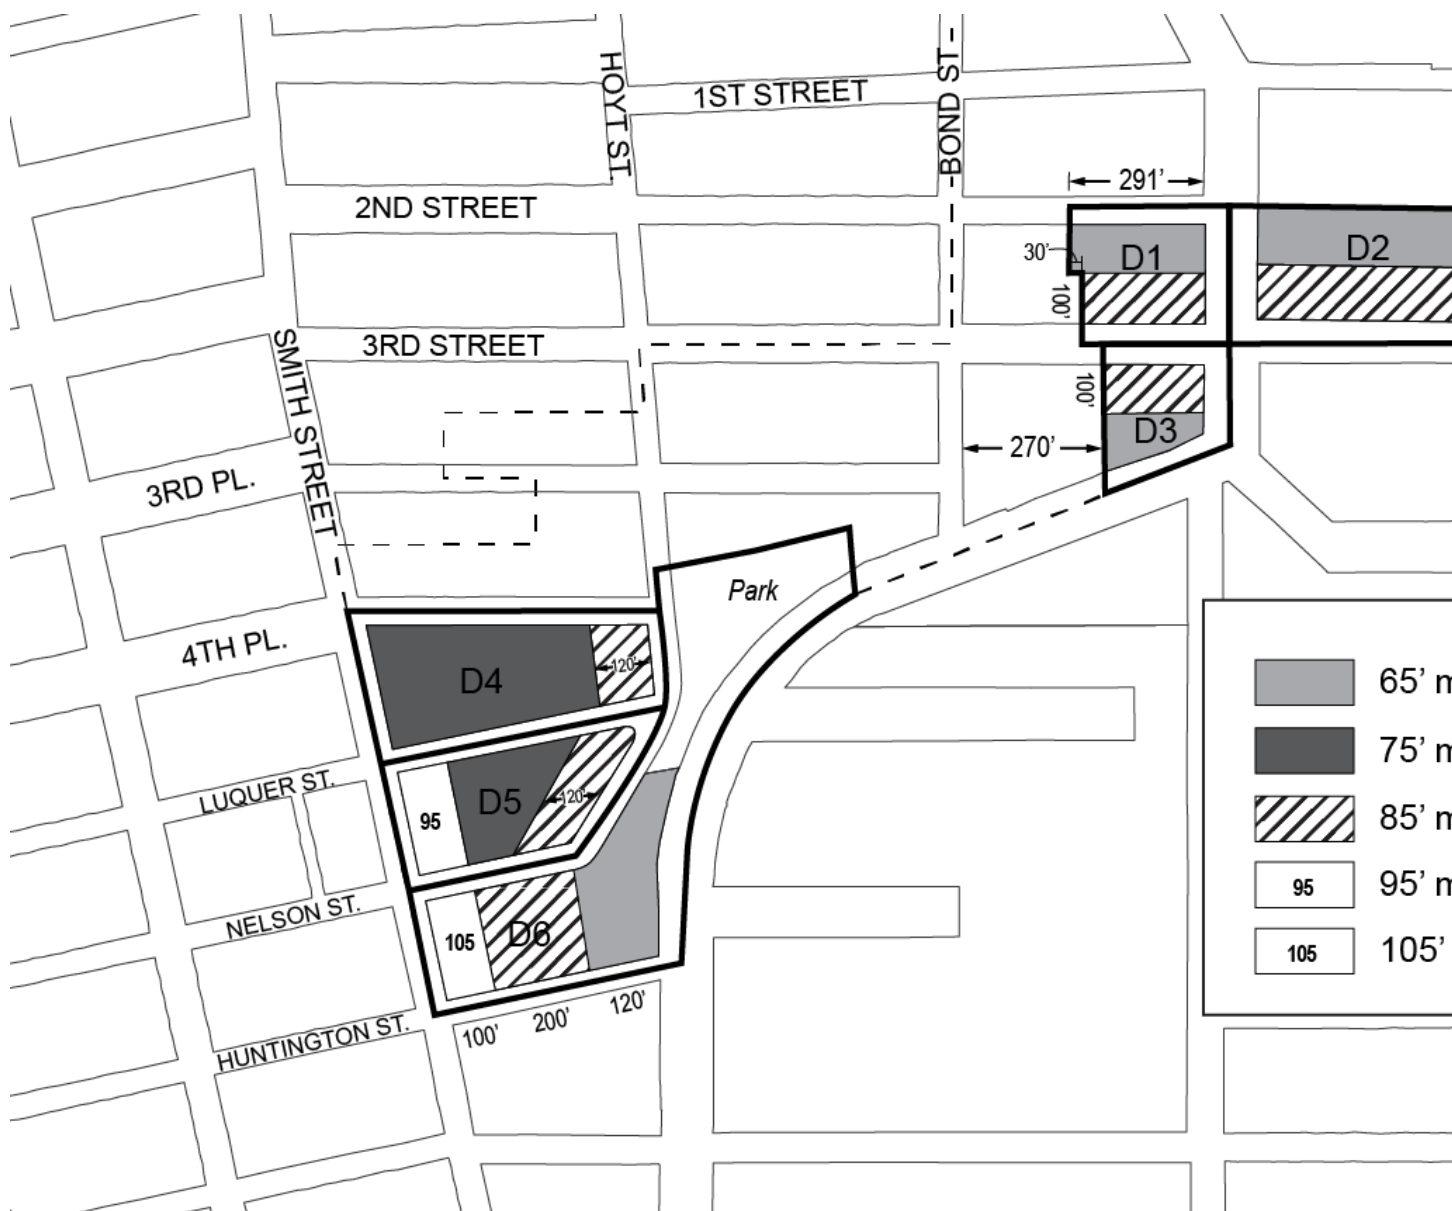 HOYT ST.
1ST STREET
BOND ST
291'
2ND STREET
30'
D1
D2
100'
3RD STREET
SMITH STREET
100'
D3
270'
3RD PL.
Park
4TH PL.
120'
D4
65' m
75' m
LUQUER ST.
D5
120'
95
85' m
95
95' m
NELSON ST.
105
D6
105
105'
120'
200'
100'
HUNTINGTON ST.